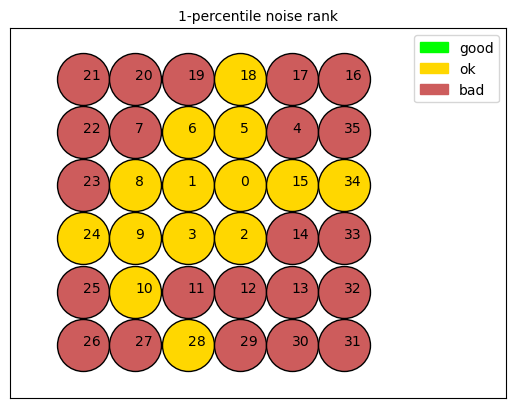 1-percentile noise rank
good
ok
bad
21 20 19 18 17 16
22 7 6 5 4 35
23 8 1 0 15 34
24 9 3 2 14 33
25 10 11 12 13 32
26 27 28 29 30 31